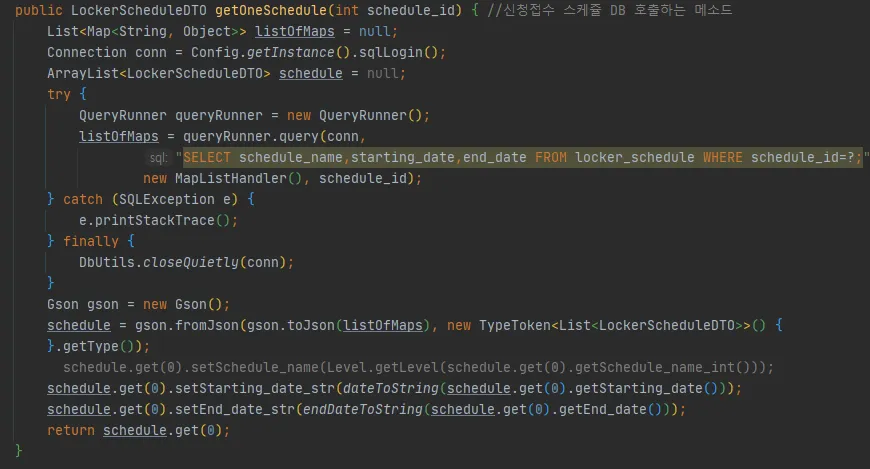 public LockerScheduleDTO getOneSchedule(int schedule_id) { //신청접수 스케쥴 DB 호출하는 메소드
List<Map<String, Object>> listOfMaps = null;
Connection conn = Config.getInstance().sqlLogin();
ArrayList<LockerScheduleDTO> schedule = null;
try {
QueryRunner queryRunner = new QueryRunner();
listOfMaps = queryRunner.query(conn,
sql: "SELECT schedule_name,starting_date,end_date FROM locker_schedule WHERE schedule_id=?;"
new MapListHandler(), schedule_id);
} catch (SQLException e) {
e.printStackTrace();
} finally {
DbUtils.closeQuietly(conn);
}
Gson gson = new Gson();
schedule = gson.fromJson(gson.toJson(listOfMaps), new TypeToken<List<LockerScheduleDTO>>() {
}.getType());
schedule.get(0).setSchedule_name(Level.getLevel(schedule.get(0).getSchedule_name_int()));
schedule.get(0).setStarting_date_str(dateToString(schedule.get(0).getStarting_date()));
schedule.get(0).setEnd_date_str(endDateToString(schedule.get(0).getEnd_date()));
return schedule.get(0);
}